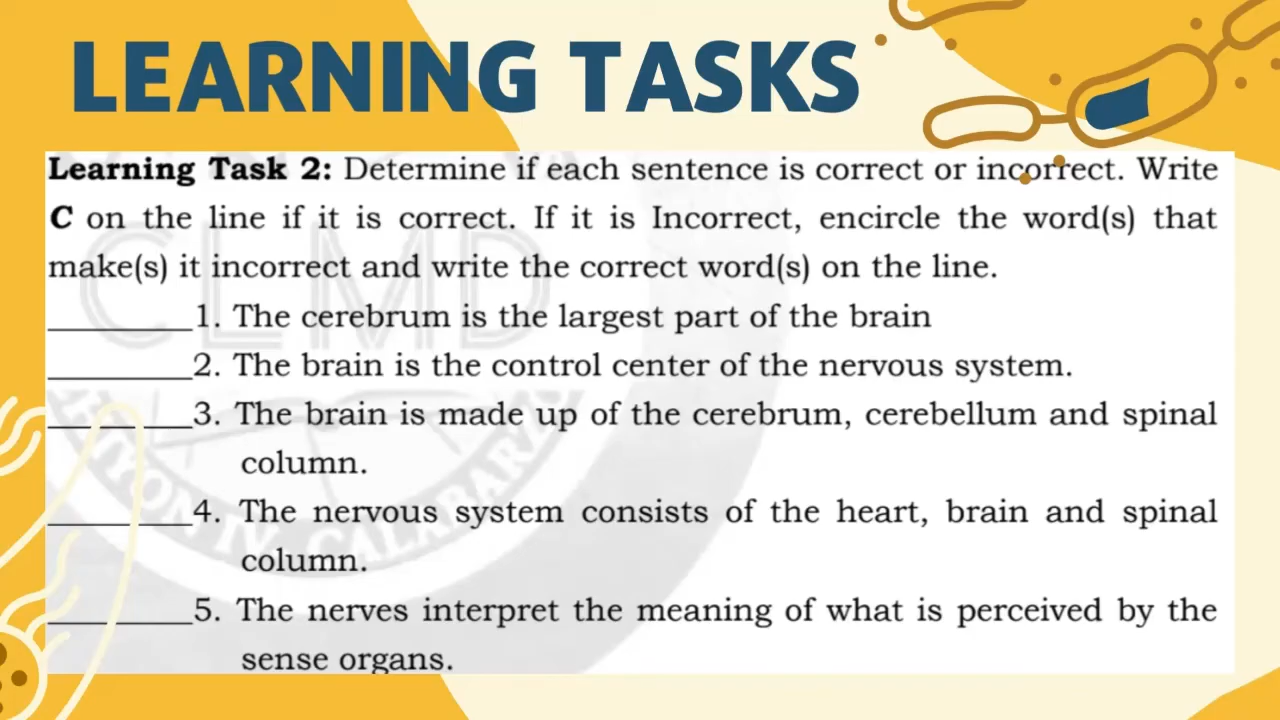 LEARNING TASKS
Learning Task 2: Determine if each sentence is correct or incorrect. Write
C on the line if it is correct. If it is Incorrect, encircle the word(s) that
make(s) it incorrect and write the correct word(s) on the line.
_________1. The cerebrum is the largest part of the brain
_________2. The brain is the control center of the nervous system.
_________3. The brain is made up of the cerebrum, cerebellum and spinal
column.
_________4. The nervous system consists of the heart, brain and spinal
column.
_________5. The nerves interpret the meaning of what is perceived by the
sense organs.
CLMD
IV CALABARZ